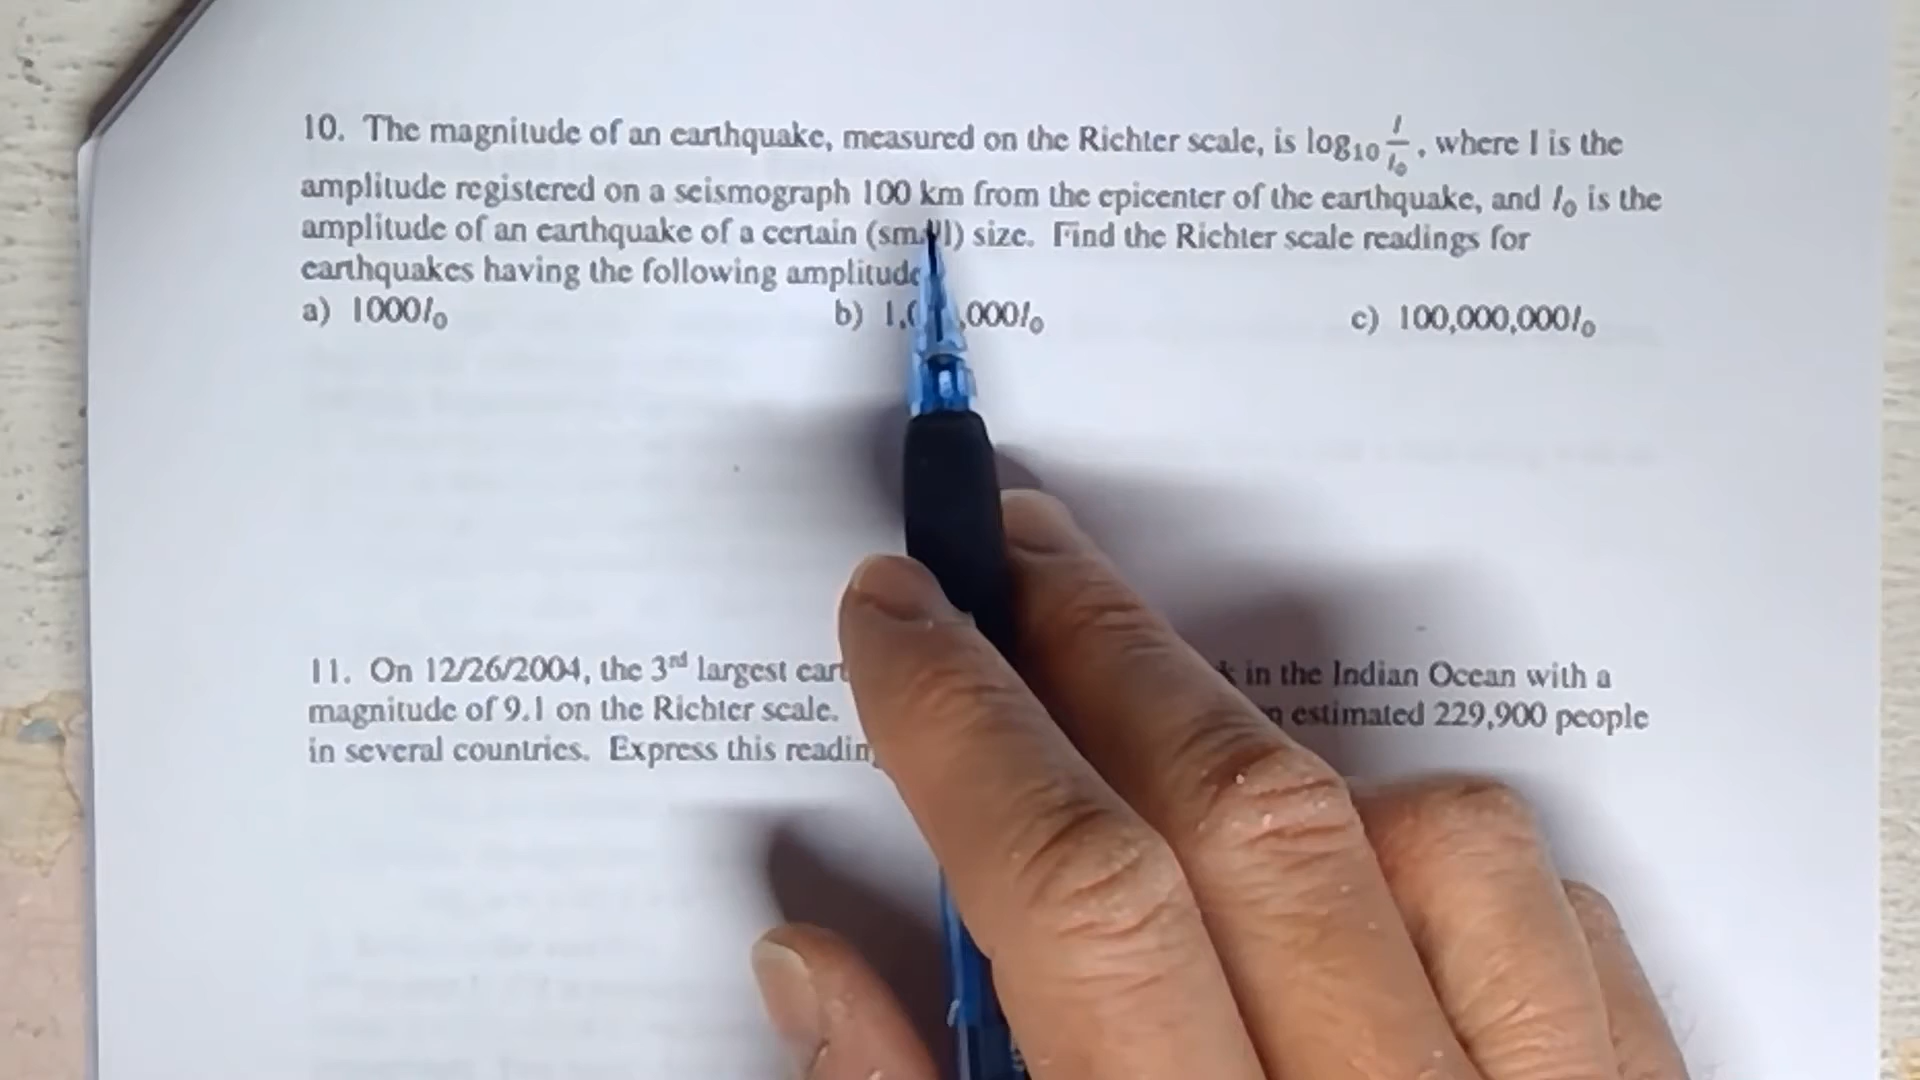 10. The magnitude of an earthquake, measured on the Richter scale, is log₁₀ I/I₀, where I is the
amplitude registered on a seismograph 100 km from the epicenter of the earthquake, and I₀ is the
amplitude of an earthquake of a certain (small) size. Find the Richter scale readings for
earthquakes having the following amplitude
a) 1000I₀ b) 1, ,000I₀ c) 100,000,000I₀
11. On 12/26/2004, the 3rd largest in the Indian Ocean with a
magnitude of 9.1 on the Richter scale. estimated 229,900 people
in several countries. Express this